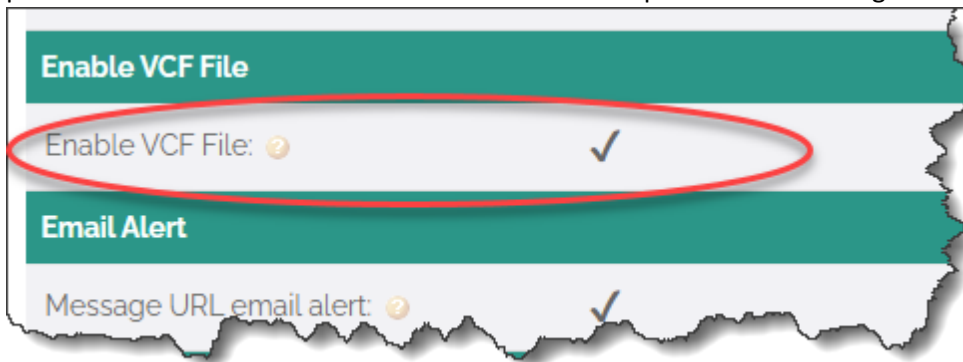 Enable VCF File
Enable VCF File: ?
✓
Email Alert
Message URL email alert: ?
✓